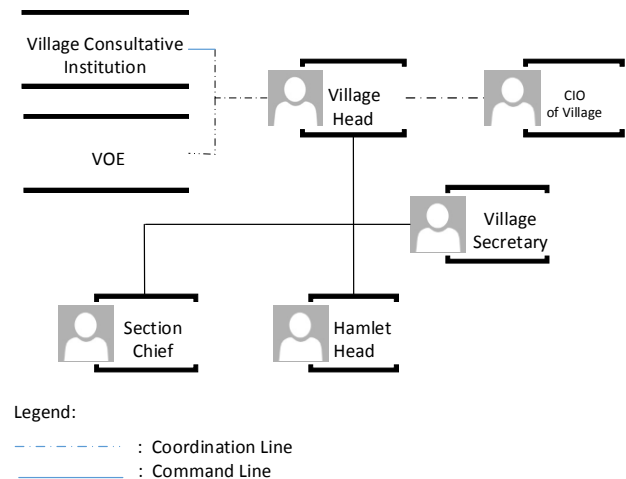 Village Consultative
Institution
VOE
Village
Head
CIO
of Village
Village
Secretary
Section
Chief
Hamlet
Head
Legend:
: Coordination Line
: Command Line